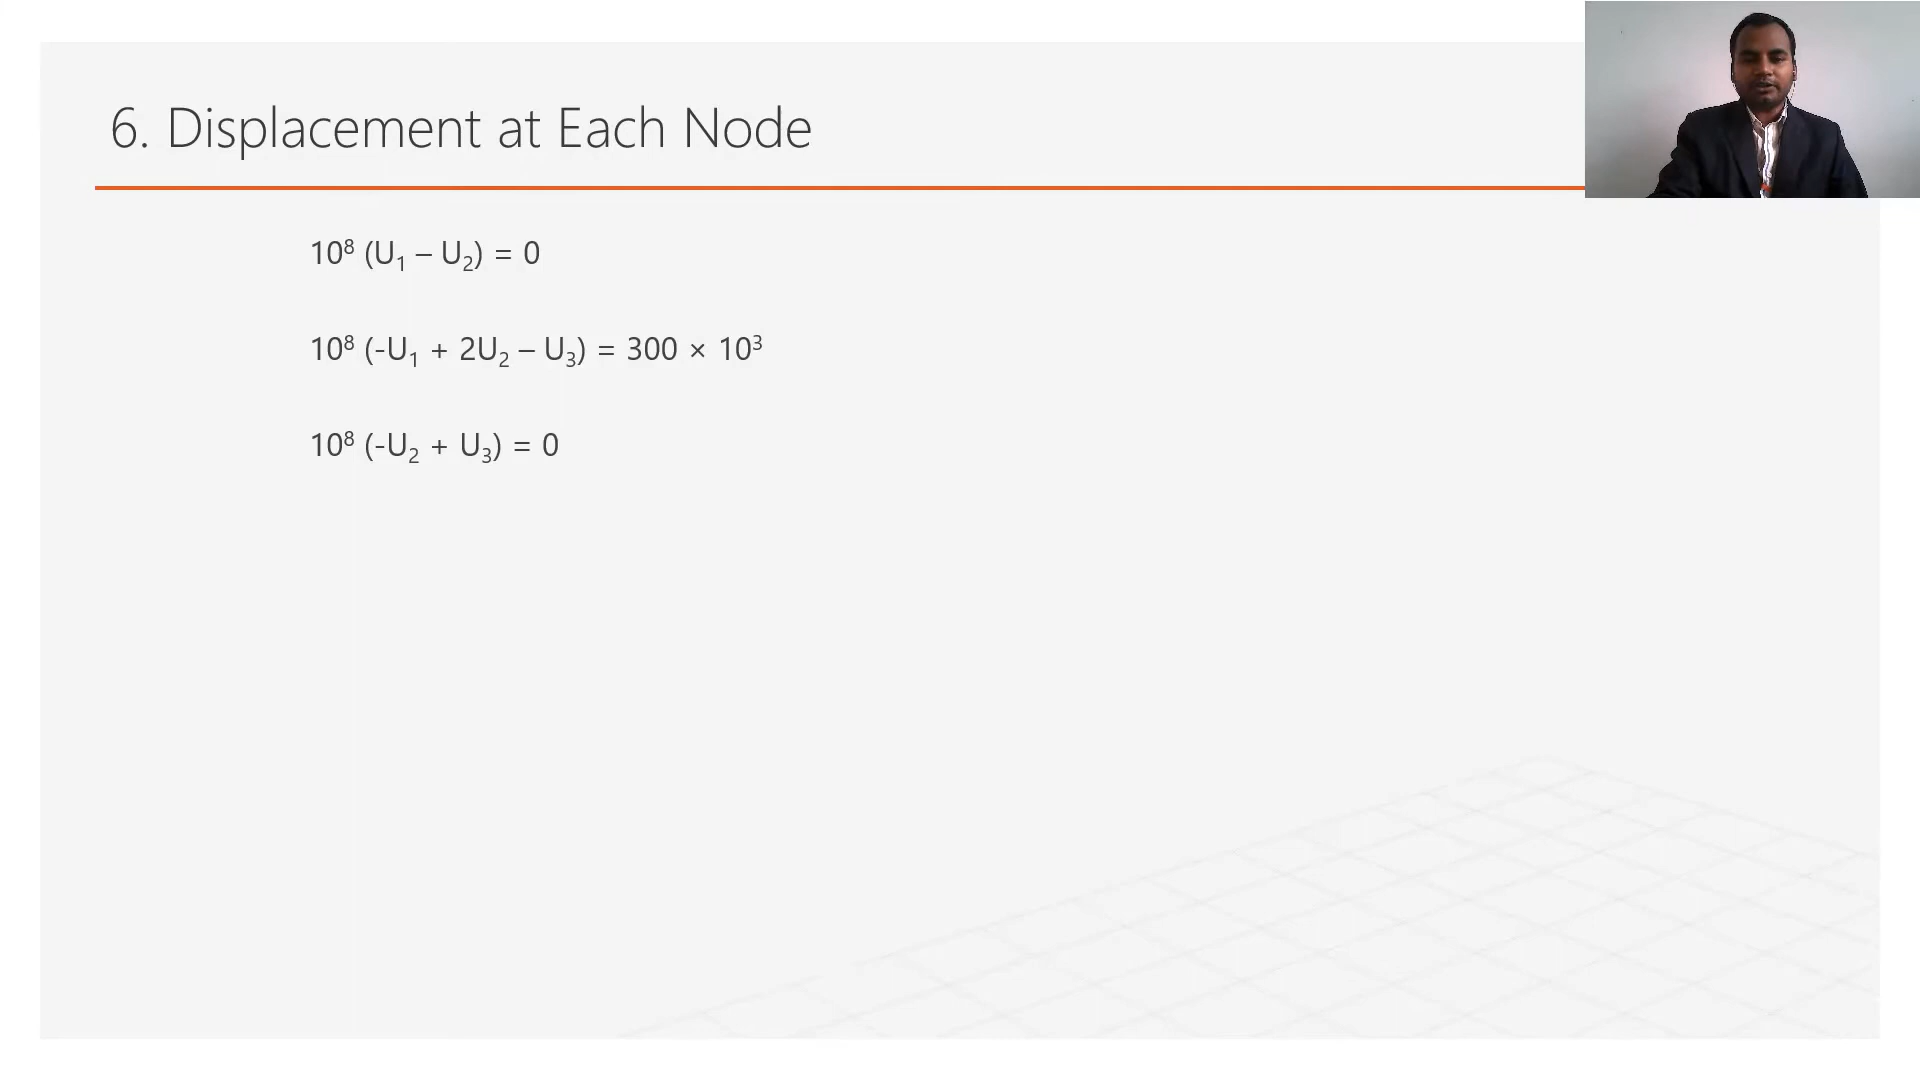 6. Displacement at Each Node
10⁸ (U₁ – U₂) = 0
10⁸ (-U₁ + 2U₂ – U₃) = 300 × 10³
10⁸ (-U₂ + U₃) = 0